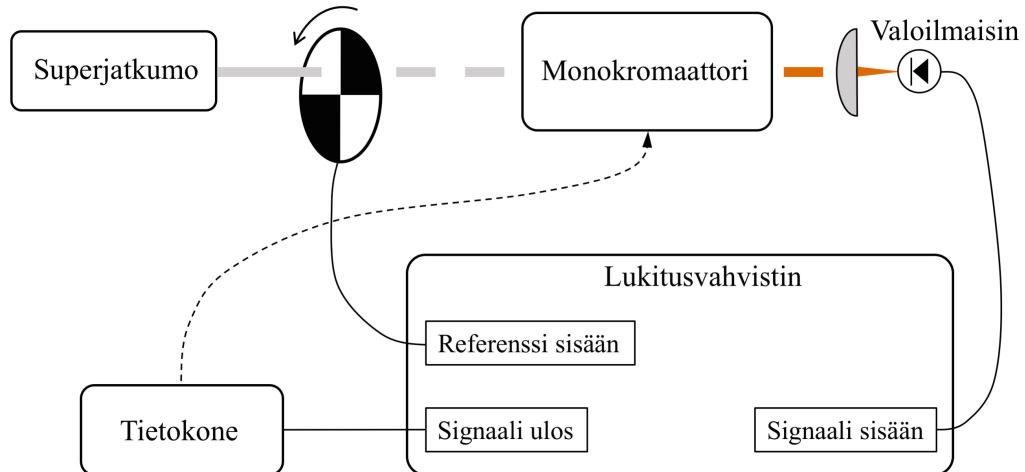 Valoilmaisin
Superjatkumo
Monokromaattori
Lukitusvahvistin
Referenssi sisään
Tietokone
Signaali ulos
Signaali sisään